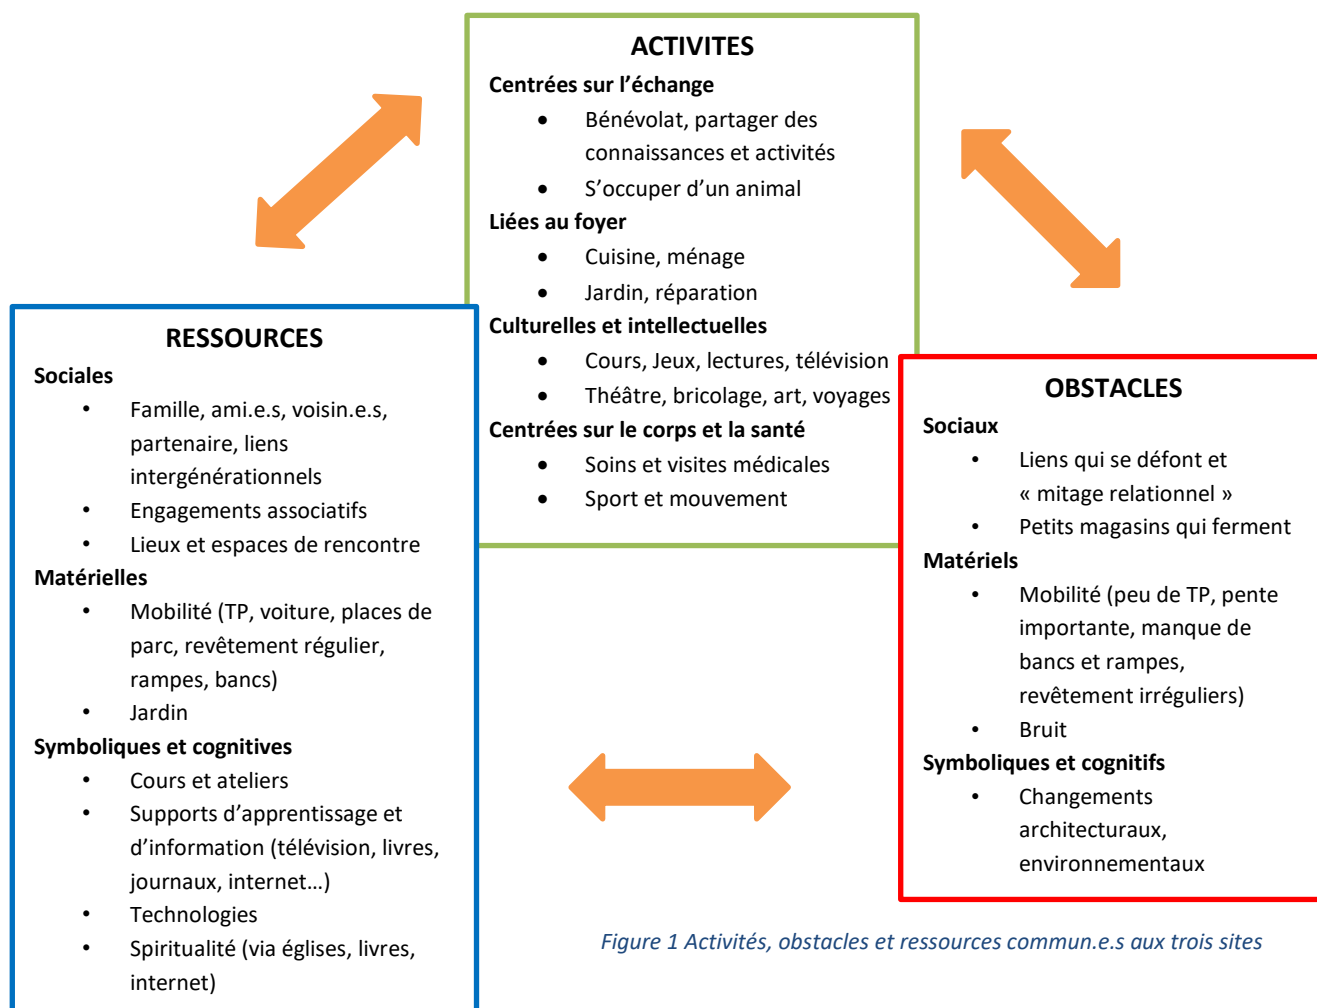 ACTIVITES
Centrées sur l’échange
• Bénévolat, partager des
connaissances et activités
• S’occuper d’un animal
Liées au foyer
• Cuisine, ménage
• Jardin, réparation
Culturelles et intellectuelles
• Cours, Jeux, lectures, télévision
• Théâtre, bricolage, art, voyages
Centrées sur le corps et la santé
• Soins et visites médicales
• Sport et mouvement
RESSOURCES
Sociales
• Famille, ami.e.s, voisin.e.s,
partenaire, liens
intergénérationnels
• Engagements associatifs
• Lieux et espaces de rencontre
Matérielles
• Mobilité (TP, voiture, places de
parc, revêtement régulier,
rampes, bancs)
• Jardin
Symboliques et cognitives
• Cours et ateliers
• Supports d’apprentissage et
d’information (télévision, livres,
journaux, internet…)
• Technologies
• Spiritualité (via églises, livres,
internet)
OBSTACLES
Sociaux
• Liens qui se défont et
« mitage relationnel »
• Petits magasins qui ferment
Matériels
• Mobilité (peu de TP, pente
importante, manque de
bancs et rampes,
revêtement irréguliers)
• Bruit
Symboliques et cognitifs
• Changements
architecturaux,
environnementaux
Figure 1 Activités, obstacles et ressources commun.e.s aux trois sites